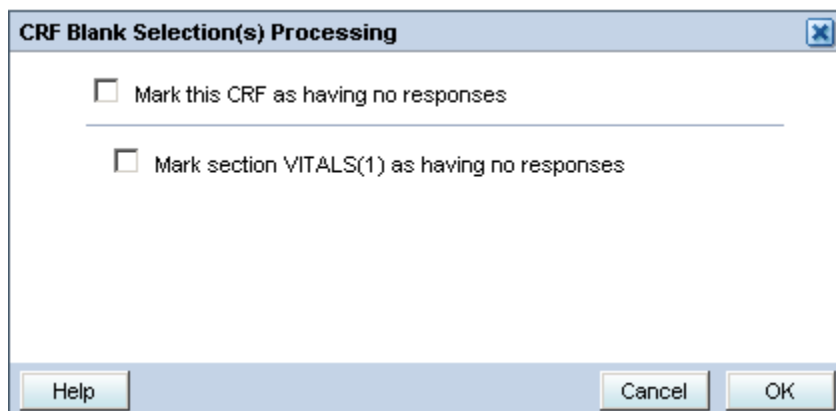 CRF Blank Selection(s) Processing
Mark this CRF as having no responses
Mark section VITALS(1) as having no responses
Help Cancel OK